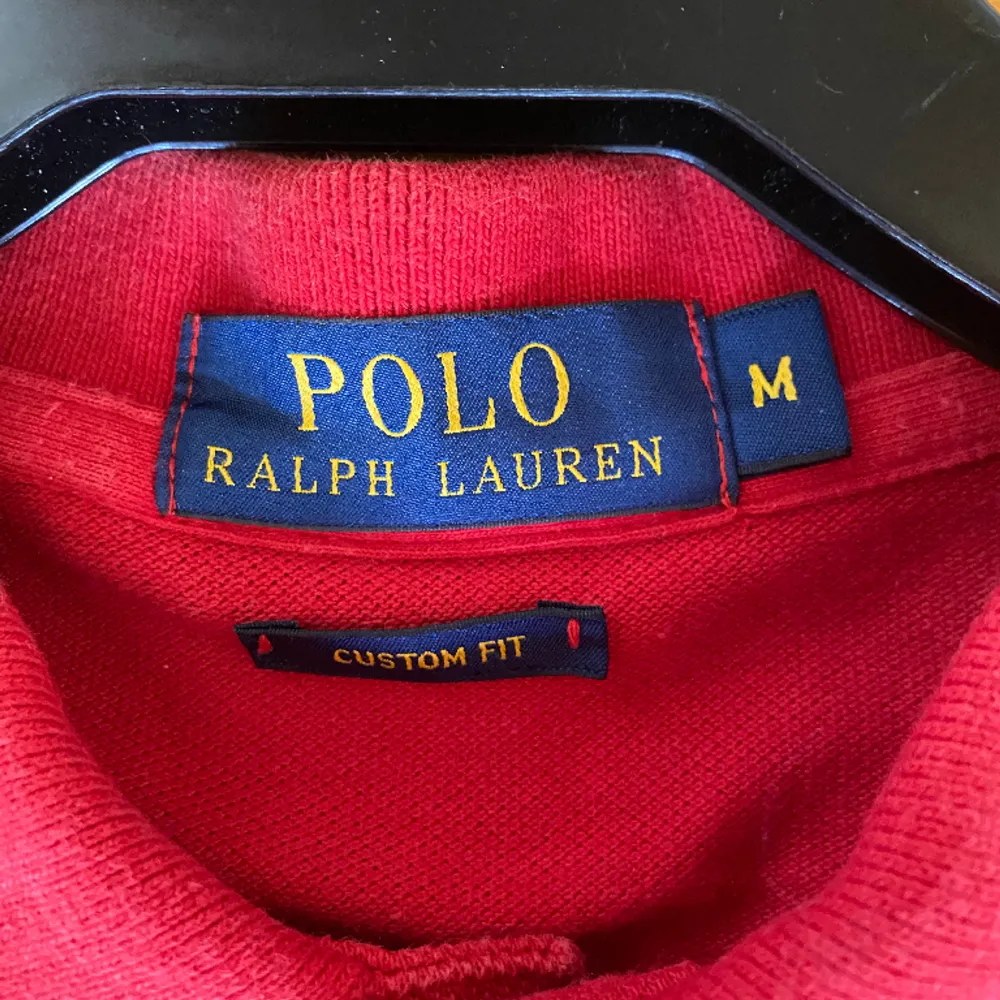 POLO
RALPH LAUREN
M
CUSTOM FIT